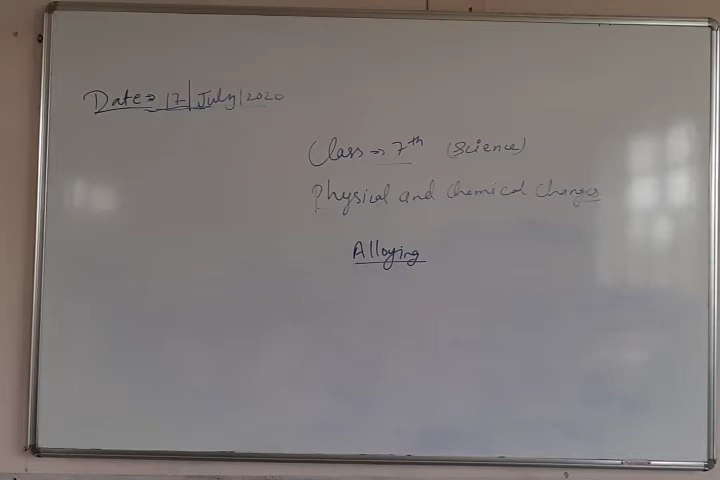 Date ⇒ 17/July/2020
Class ⇒ 7th (Science)
Physical and chemical changes
Alloying